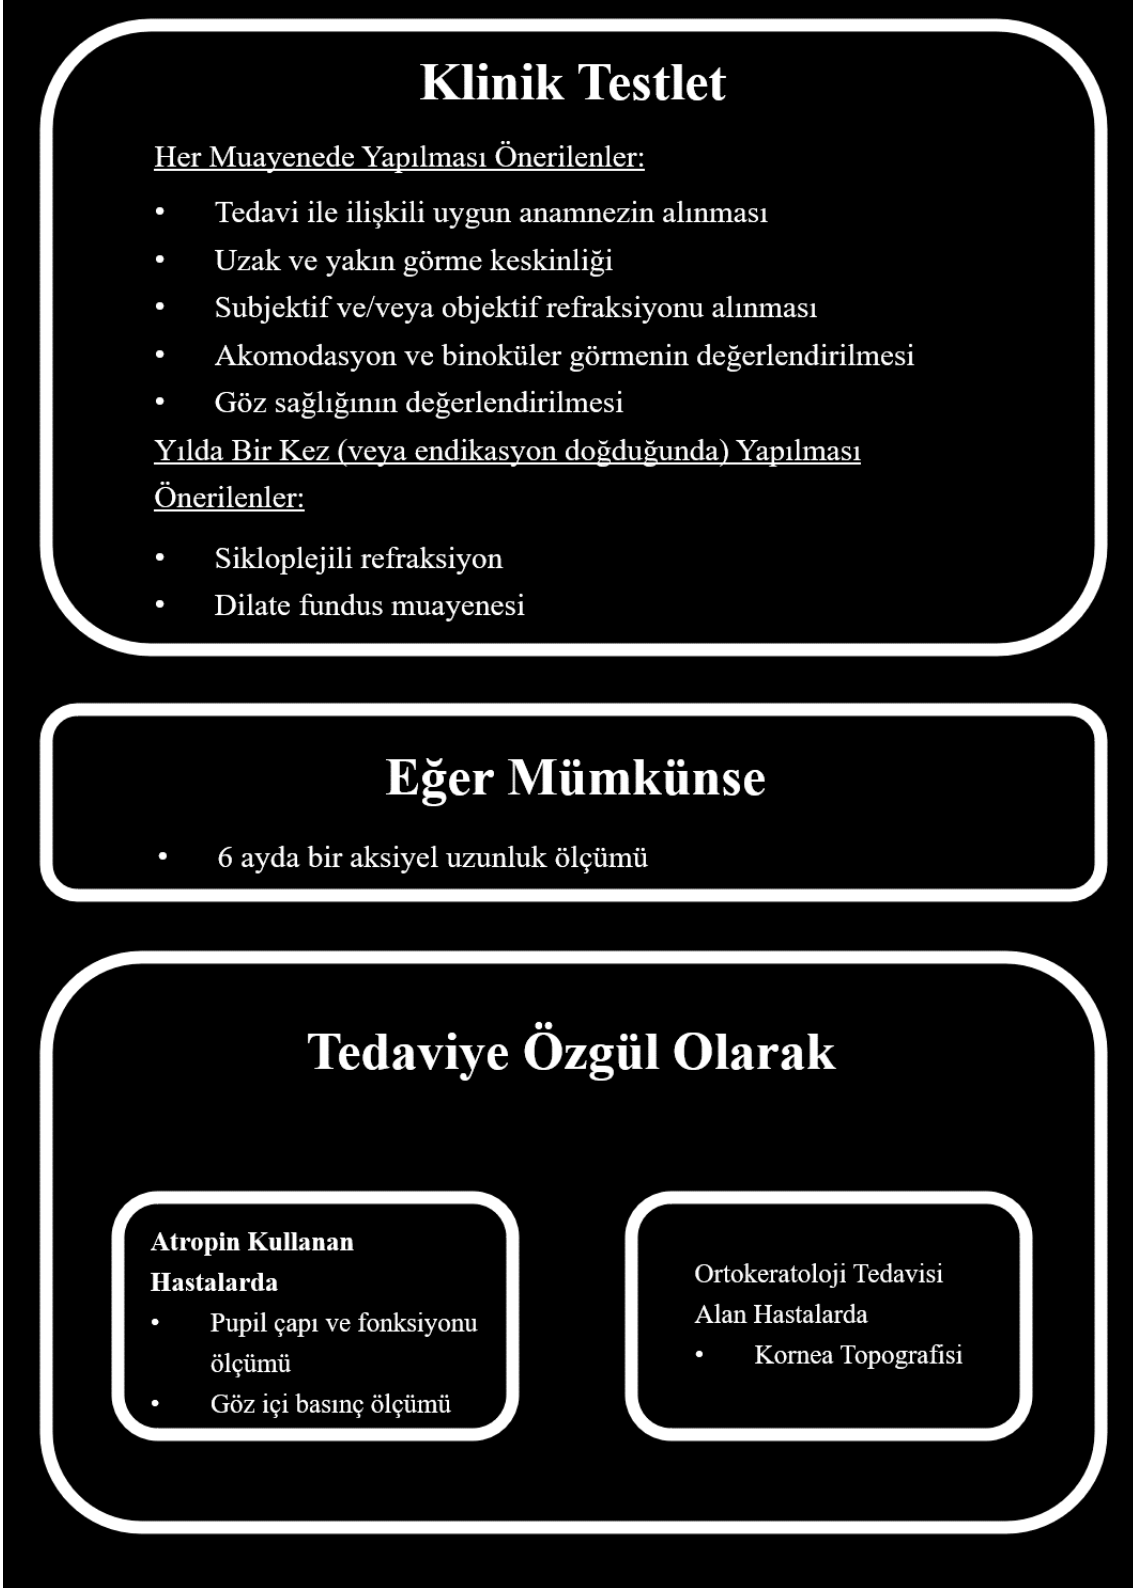 Klinik Testlet
Her Muayenede Yapılması Önerilenler:
• Tedavi ile ilişkili uygun anamnezin alınması
• Uzak ve yakın görme keskinliği
• Subjektif ve/veya objektif refraksiyonu alınması
• Akomodasyon ve binoküler görmenin değerlendirilmesi
• Göz sağlığının değerlendirilmesi
Yılda Bir Kez (veya endikasyon doğduğunda) Yapılması
Önerilenler:
• Sikloplejili refraksiyon
• Dilate fundus muayenesi
Eğer Mümkünse
• 6 ayda bir aksiyel uzunluk ölçümü
Tedaviye Özgül Olarak
Atropin Kullanan
Hastalarda
• Pupil çapı ve fonksiyonu
ölçümü
• Göz içi basınç ölçümü
Ortokeratoloji Tedavisi
Alan Hastalarda
• Kornea Topografisi